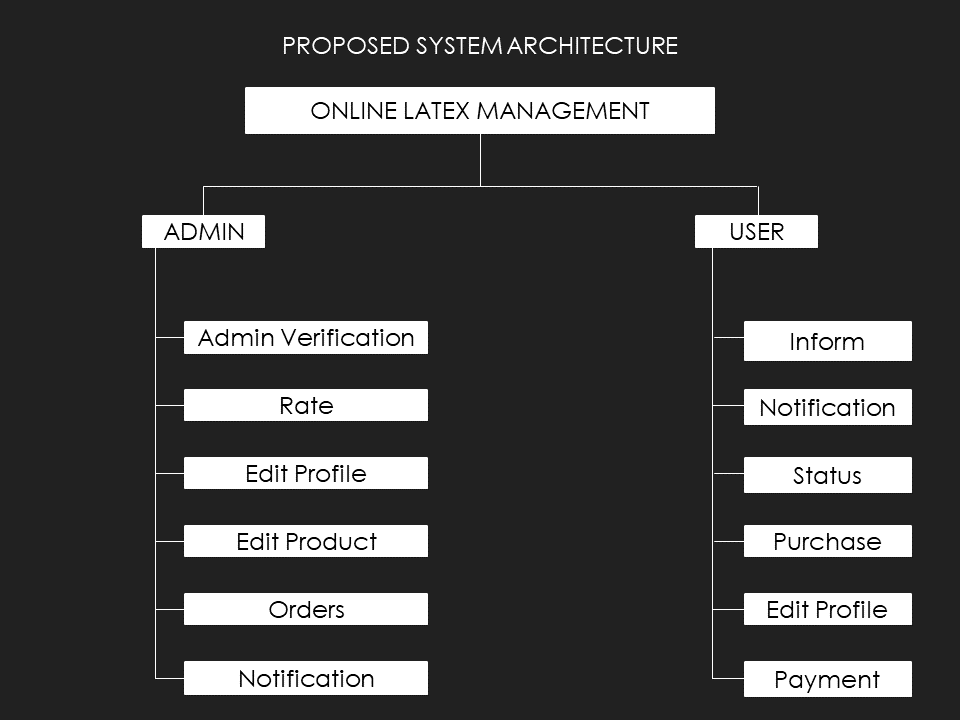 PROPOSED SYSTEM ARCHITECTURE
ONLINE LATEX MANAGEMENT
ADMIN
USER
Admin Verification
Inform
Rate
Notification
Edit Profile
Status
Edit Product
Purchase
Orders
Edit Profile
Notification
Payment